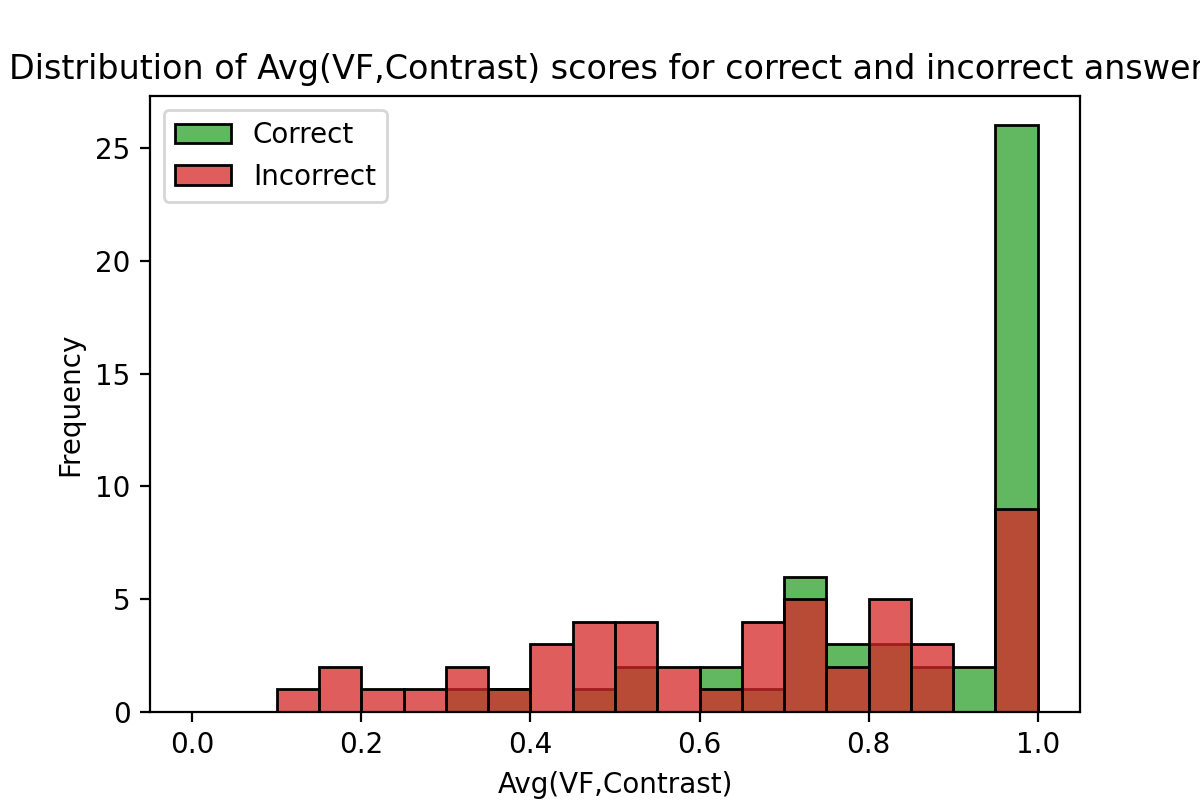 Distribution of Avg(VF,Contrast) scores for correct and incorrect answer
Correct
Incorrect
25
20
15
10
5
0
Frequency
0.0 0.2 0.4 0.6 0.8 1.0
Avg(VF,Contrast)